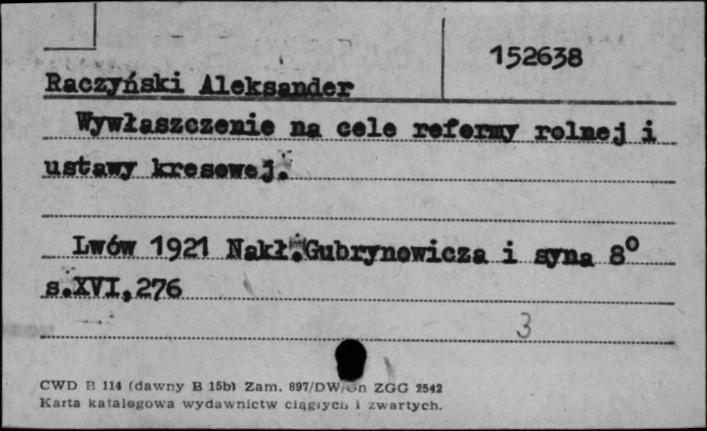 152638
Raczyński Aleksander
Wywłaszczenie na cele reformy rolnej i
ustawy kresowej.
Lwów 1921 Nakł.Gubrynowicza i syna 8°
s.XVI,276
3
CWD B 114 (dawny B 15b) Zam. 897/DW/Gn ZGG 2542
Karta katalogowa wydawnictw ciągłych i zwartych.